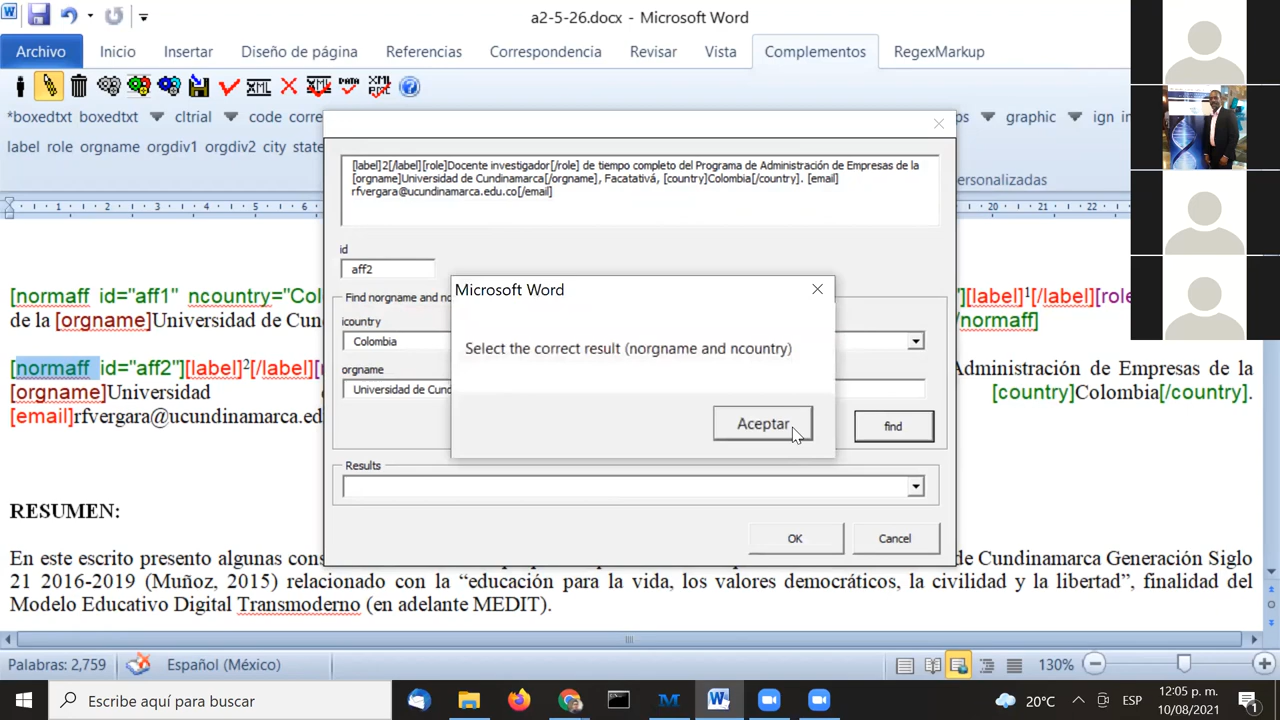 a2-5-26.docx - Microsoft Word
Archivo Inicio Insertar Diseño de página Referencias Correspondencia Revisar Vista Complementos RegexMarkup
*boxedtxt boxedtxt cltrial code corre ps graphic ign in
label role orgname orgdiv1 orgdiv2 city state
ersonalizadas
[label]2[/label][role]Docente investigador[/role] de tiempo completo del Programa de Administración de Empresas de la
[orgname]Universidad de Cundinamarca[/orgname], Facatativá, [country]Colombia[/country]. [email]
rfvergara@ucundinamarca.edu.co[/email]
id
aff2
Find norgname and no
icountry
Colombia
orgname
Universidad de Cund
find
Results
OK Cancel
Microsoft Word
Select the correct result (norgname and ncountry)
Aceptar
[normaff id="aff1" ncountry="Col "][label]1[/label][role
de la [orgname]Universidad de Cun /normaff]
[normaff id="aff2"][label]2[/label][r Administración de Empresas de la
[orgname]Universidad [country]Colombia[/country].
[email]rfvergara@ucundinamarca.ed
RESUMEN:
En este escrito presento algunas cons de Cundinamarca Generación Siglo
21 2016-2019 (Muñoz, 2015) relacionado con la “educación para la vida, los valores democráticos, la civilidad y la libertad”, finalidad del
Modelo Educativo Digital Transmoderno (en adelante MEDIT).
Palabras: 2,759 Español (México) 130%
Escribe aquí para buscar 20°C ESP 12:05 p. m.
10/08/2021